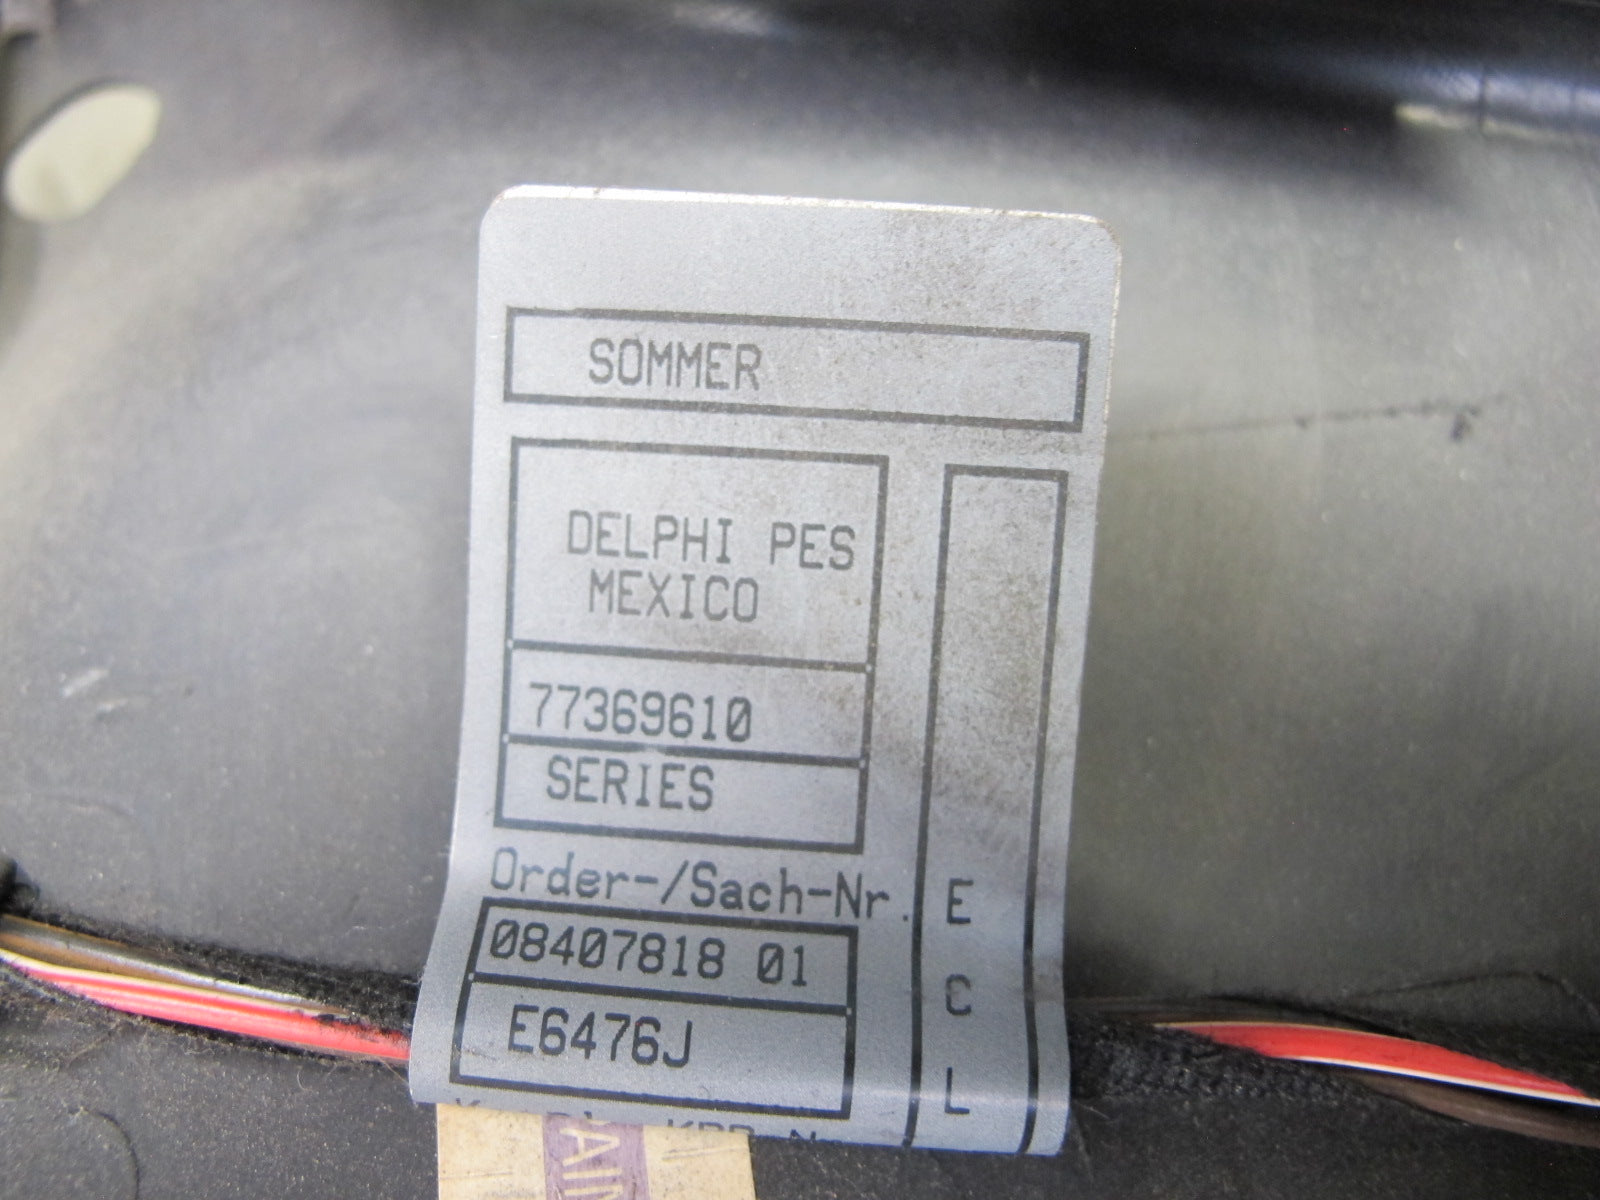 SOMMER
DELPHI PES
MEXICO
77369610
SERIES
Order-/Sach-Nr.
08407818 01
E6476J
E
C
L